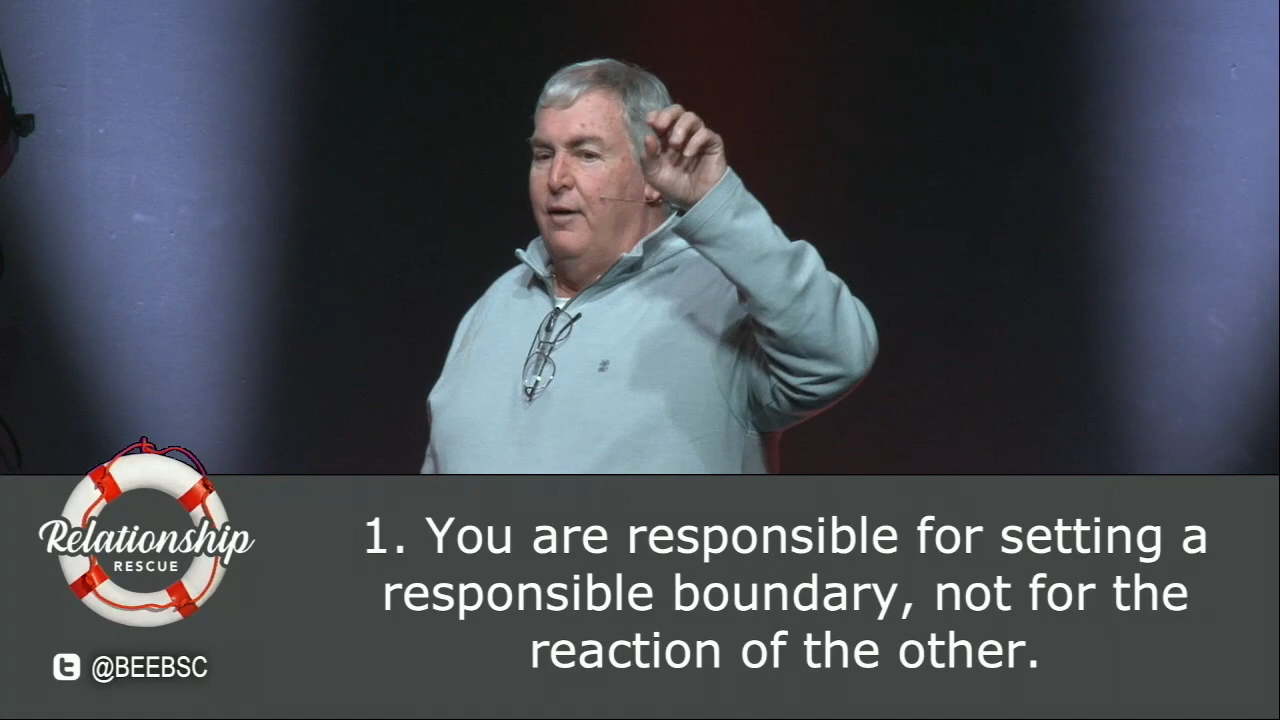 Relationship
RESCUE
@BEEBSC
1. You are responsible for setting a
responsible boundary, not for the
reaction of the other.